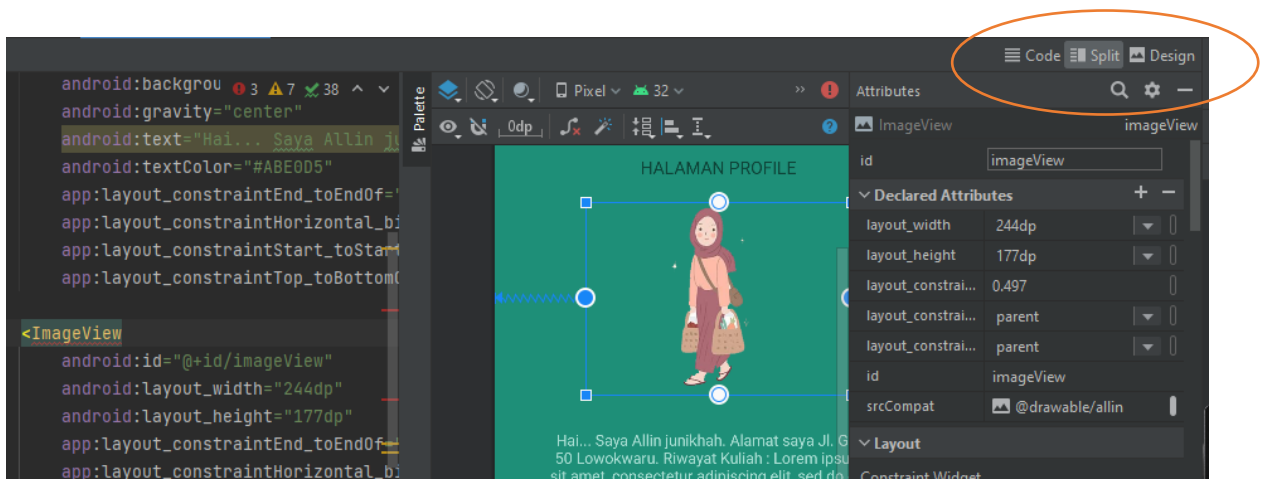 Code Split Design
android:backgrou 3 7 38
android:gravity="center"
android:text="Hai... Saya Allin ju
android:textColor="#ABE0D5"
app:layout_constraintEnd_toEndOf="
app:layout_constraintHorizontal_bi
app:layout_constraintStart_toStart
app:layout_constraintTop_toBottomO
<ImageView
android:id="@+id/imageView"
android:layout_width="244dp"
android:layout_height="177dp"
app:layout_constraintEnd_toEndOf="
app:layout_constraintHorizontal_bi
Palette
Pixel 32 »
0dp
HALAMAN PROFILE
Hai... Saya Allin junikhah. Alamat saya Jl. G
50 Lowokwaru. Riwayat Kuliah : Lorem ipsu
sit amet, consectetur adipiscing elit, sed do
Attributes
ImageView imageView
id imageView
Declared Attributes
layout_width 244dp
layout_height 177dp
layout_constrai... 0.497
layout_constrai... parent
layout_constrai... parent
id imageView
srcCompat @drawable/allin
Layout
Constraint Widget